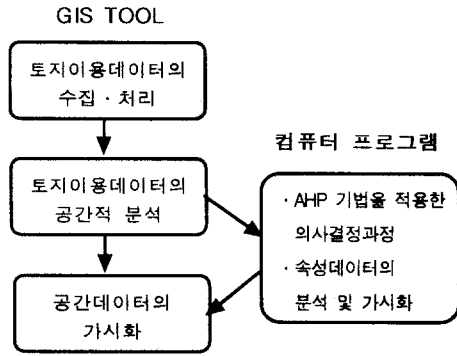 GIS TOOL
토지이용데이터의
수집 · 처리
토지이용데이터의
공간적 분석
공간데이터의
가시화
컴퓨터 프로그램
· AHP 기법을 적용한
의사결정과정
· 속성데이터의
분석 및 가시화